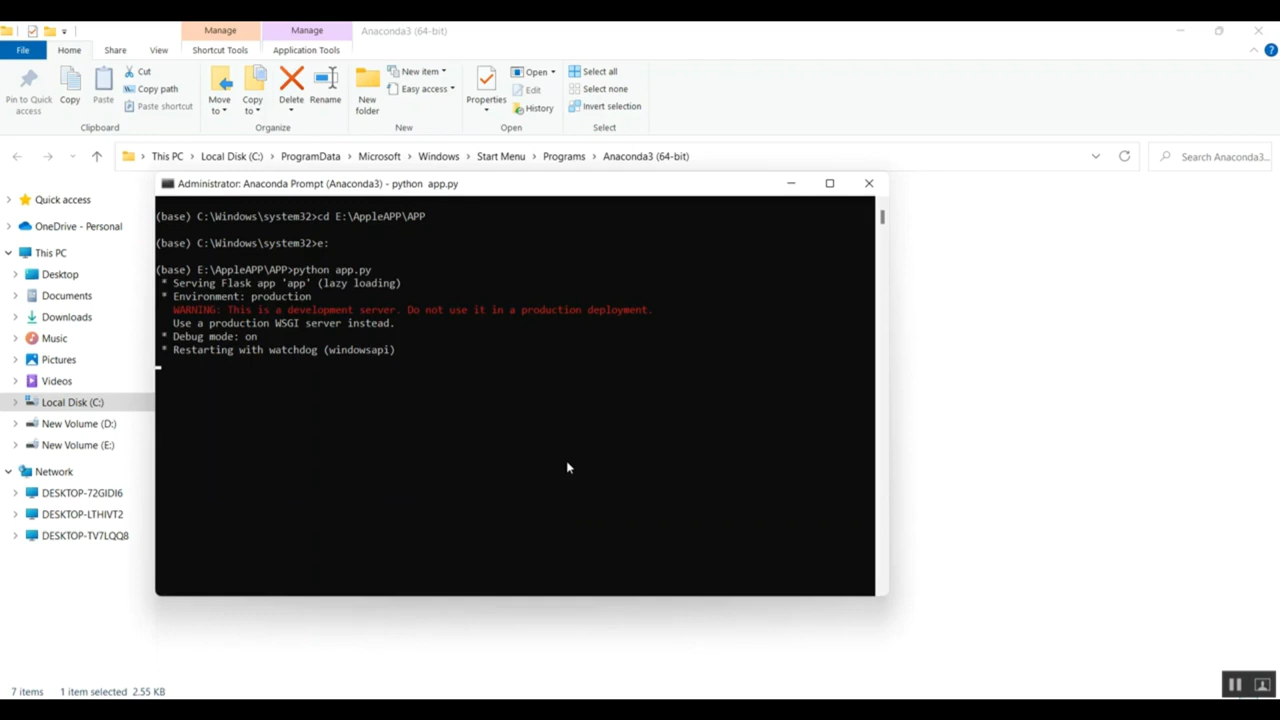 Manage
Manage
Anaconda3 (64-bit)
File
Home
Share
View
Shortcut Tools
Application Tools
?
Pin to Quick access
Copy
Paste
Cut
Copy path
Paste shortcut
Clipboard
Move to
Copy to
Delete
Rename
Organize
New folder
New item
Easy access
New
Properties
Open
Edit
History
Open
Select all
Select none
Invert selection
Select
This PC > Local Disk (C:) > ProgramData > Microsoft > Windows > Start Menu > Programs > Anaconda3 (64-bit)
Search Anaconda3...
Quick access
OneDrive - Personal
This PC
Desktop
Documents
Downloads
Music
Pictures
Videos
Local Disk (C:)
New Volume (D:)
New Volume (E:)
Network
DESKTOP-72GIDI6
DESKTOP-LTHIVT2
DESKTOP-TV7LQQ8
Administrator: Anaconda Prompt (Anaconda3) - python app.py
(base) C:\Windows\system32>cd E:\AppleAPP\APP
(base) C:\Windows\system32>e:
(base) E:\AppleAPP\APP>python app.py
* Serving Flask app 'app' (lazy loading)
* Environment: production
WARNING: This is a development server. Do not use it in a production deployment.
Use a production WSGI server instead.
* Debug mode: on
* Restarting with watchdog (windowsapi)
7 items
1 item selected 2.55 KB